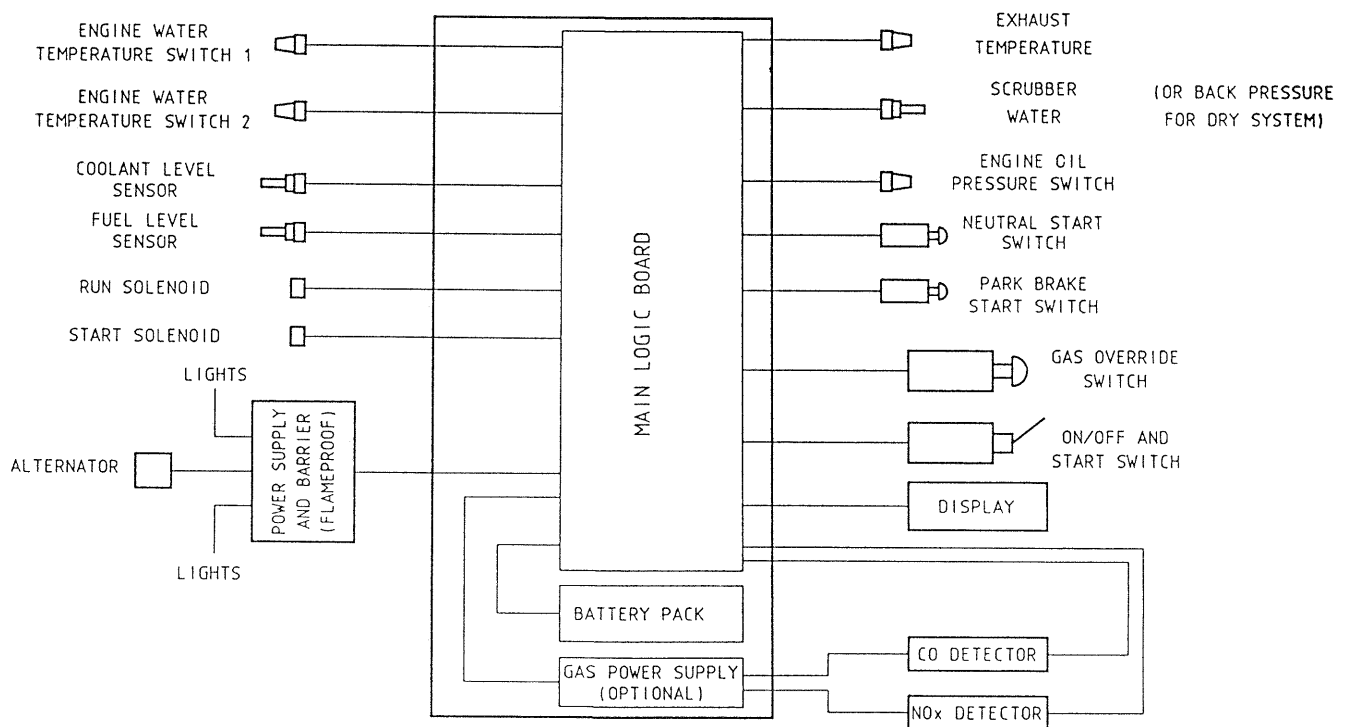 ENGINE WATER
TEMPERATURE SWITCH 1
ENGINE WATER
TEMPERATURE SWITCH 2
COOLANT LEVEL
SENSOR
FUEL LEVEL
SENSOR
RUN SOLENOID
START SOLENOID
LIGHTS
ALTERNATOR
POWER SUPPLY
AND BARRIER
(FLAMEPROOF)
LIGHTS
MAIN LOGIC BOARD
BATTERY PACK
GAS POWER SUPPLY
(OPTIONAL)
EXHAUST
TEMPERATURE
SCRUBBER
WATER
(OR BACK PRESSURE
FOR DRY SYSTEM)
ENGINE OIL
PRESSURE SWITCH
NEUTRAL START
SWITCH
PARK BRAKE
START SWITCH
GAS OVERRIDE
SWITCH
ON/OFF AND
START SWITCH
DISPLAY
CO DETECTOR
NOx DETECTOR